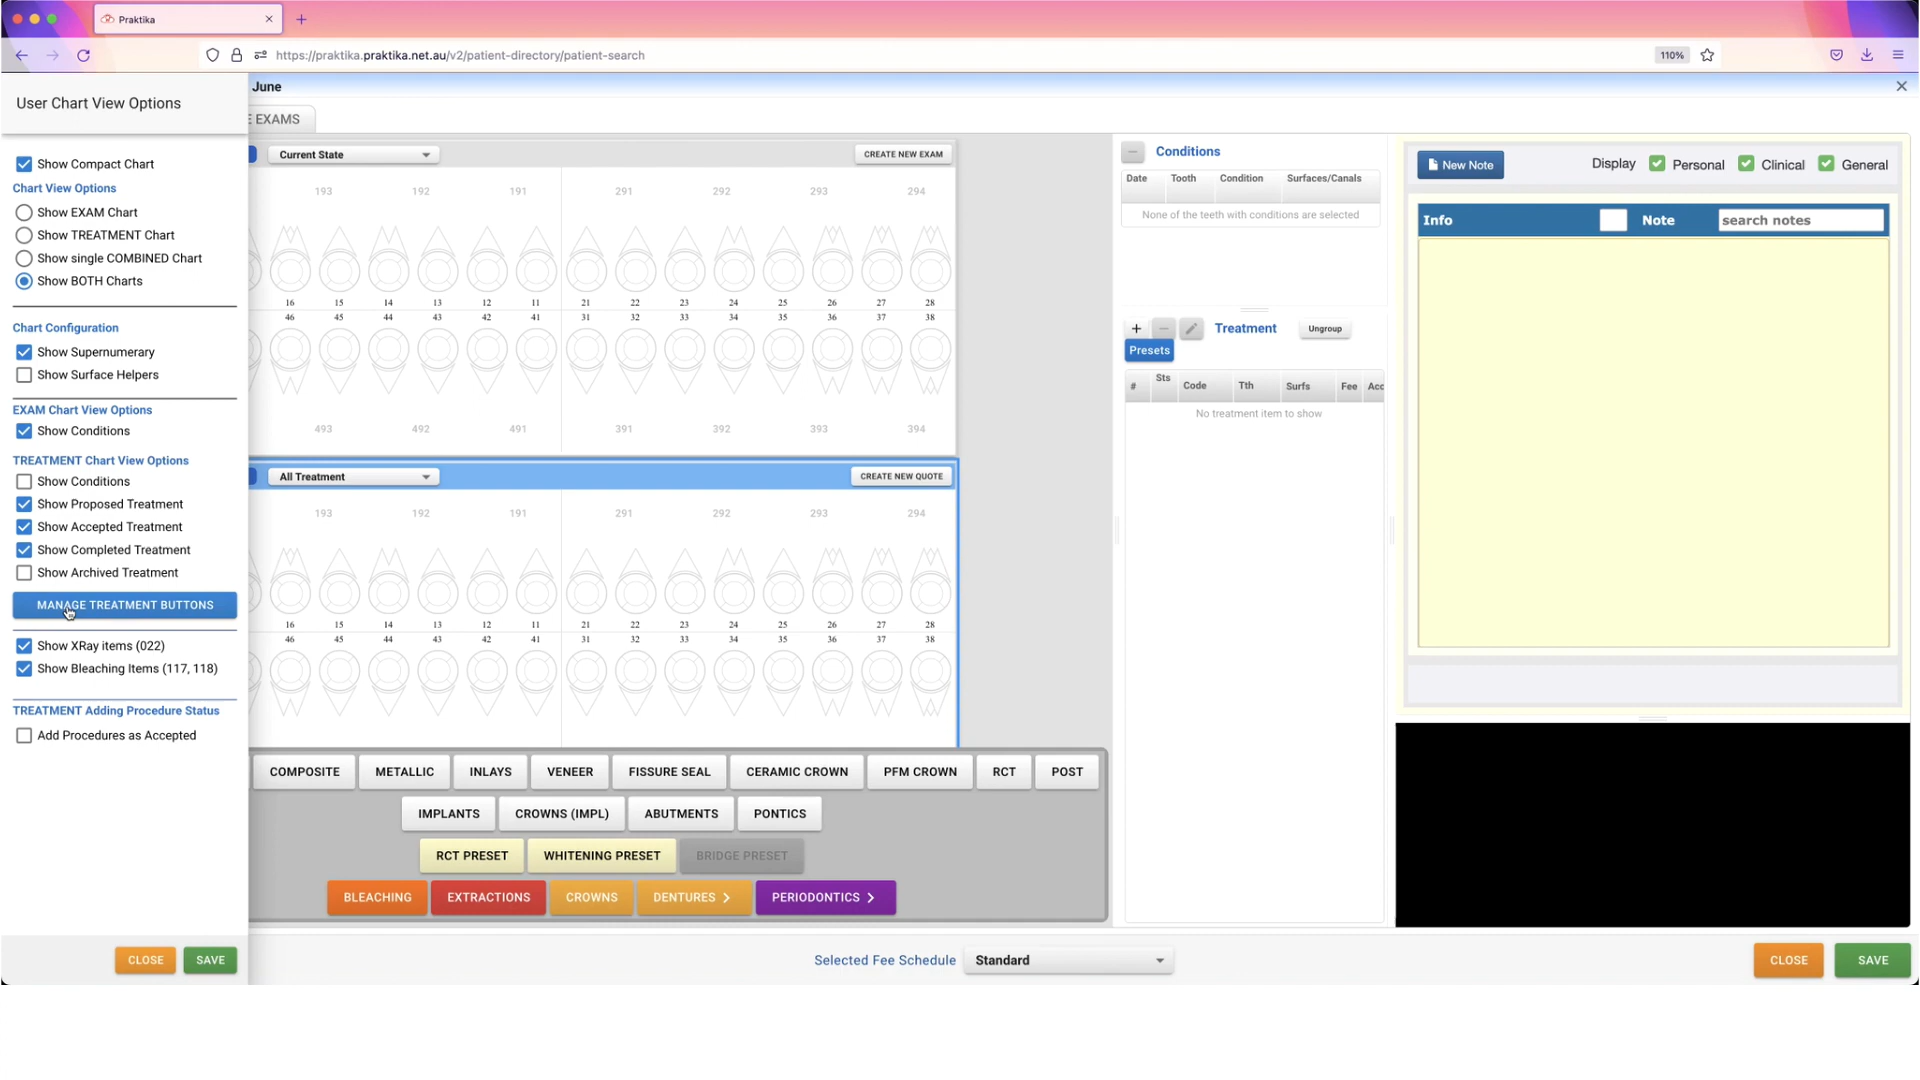 Praktika
https://praktika.praktika.net.au/v2/patient-directory/patient-search
110%
User Chart View Options
Show Compact Chart
Chart View Options
Show EXAM Chart
Show TREATMENT Chart
Show single COMBINED Chart
Show BOTH Charts
Chart Configuration
Show Supernumerary
Show Surface Helpers
EXAM Chart View Options
Show Conditions
TREATMENT Chart View Options
Show Conditions
Show Proposed Treatment
Show Accepted Treatment
Show Completed Treatment
Show Archived Treatment
MANAGE TREATMENT BUTTONS
Show XRay items (022)
Show Bleaching Items (117, 118)
TREATMENT Adding Procedure Status
Add Procedures as Accepted
CLOSE SAVE
June
E EXAMS
Current State CREATE NEW EXAM
193 192 191 291 292 293 294
16 15 14 13 12 11 21 22 23 24 25 26 27 28
46 45 44 43 42 41 31 32 33 34 35 36 37 38
493 492 491 391 392 393 394
All Treatment CREATE NEW QUOTE
193 192 191 291 292 293 294
16 15 14 13 12 11 21 22 23 24 25 26 27 28
46 45 44 43 42 41 31 32 33 34 35 36 37 38
COMPOSITE METALLIC INLAYS VENEER FISSURE SEAL CERAMIC CROWN PFM CROWN RCT POST
IMPLANTS CROWNS (IMPL) ABUTMENTS PONTICS
RCT PRESET WHITENING PRESET BRIDGE PRESET
BLEACHING EXTRACTIONS CROWNS DENTURES > PERIODONTICS >
Conditions
Date Tooth Condition Surfaces/Canals
None of the teeth with conditions are selected
+ Treatment Ungroup
Presets
# Sts Code Tth Surfs Fee Acc
No treatment item to show
New Note Display Personal Clinical General
Info Note search notes
Selected Fee Schedule Standard
CLOSE SAVE